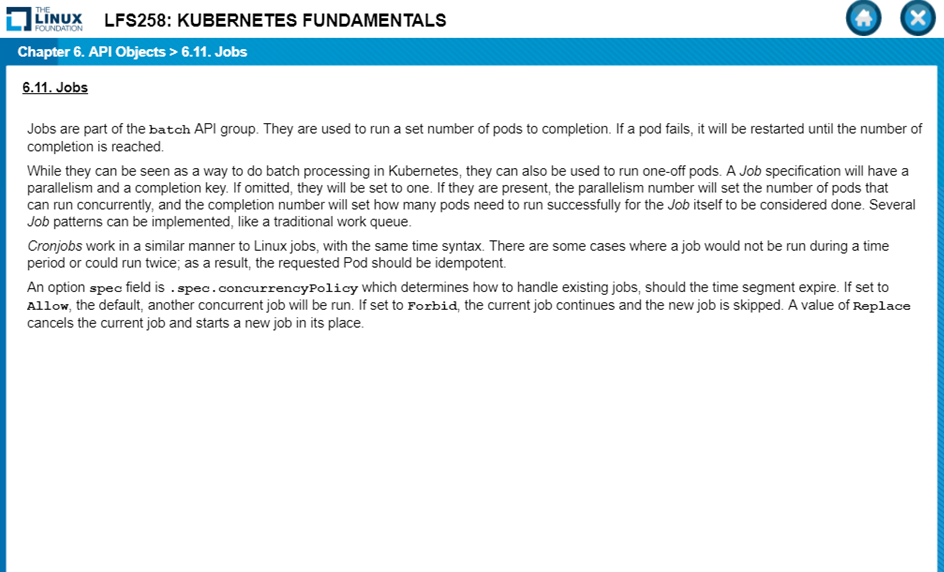 THE
LINUX
FOUNDATION
LFS258: KUBERNETES FUNDAMENTALS
Chapter 6. API Objects > 6.11. Jobs
6.11. Jobs
Jobs are part of the batch API group. They are used to run a set number of pods to completion. If a pod fails, it will be restarted until the number of
completion is reached.
While they can be seen as a way to do batch processing in Kubernetes, they can also be used to run one-off pods. A Job specification will have a
parallelism and a completion key. If omitted, they will be set to one. If they are present, the parallelism number will set the number of pods that
can run concurrently, and the completion number will set how many pods need to run successfully for the Job itself to be considered done. Several
Job patterns can be implemented, like a traditional work queue.
Cronjobs work in a similar manner to Linux jobs, with the same time syntax. There are some cases where a job would not be run during a time
period or could run twice; as a result, the requested Pod should be idempotent.
An option spec field is .spec.concurrencyPolicy which determines how to handle existing jobs, should the time segment expire. If set to
Allow, the default, another concurrent job will be run. If set to Forbid, the current job continues and the new job is skipped. A value of Replace
cancels the current job and starts a new job in its place.